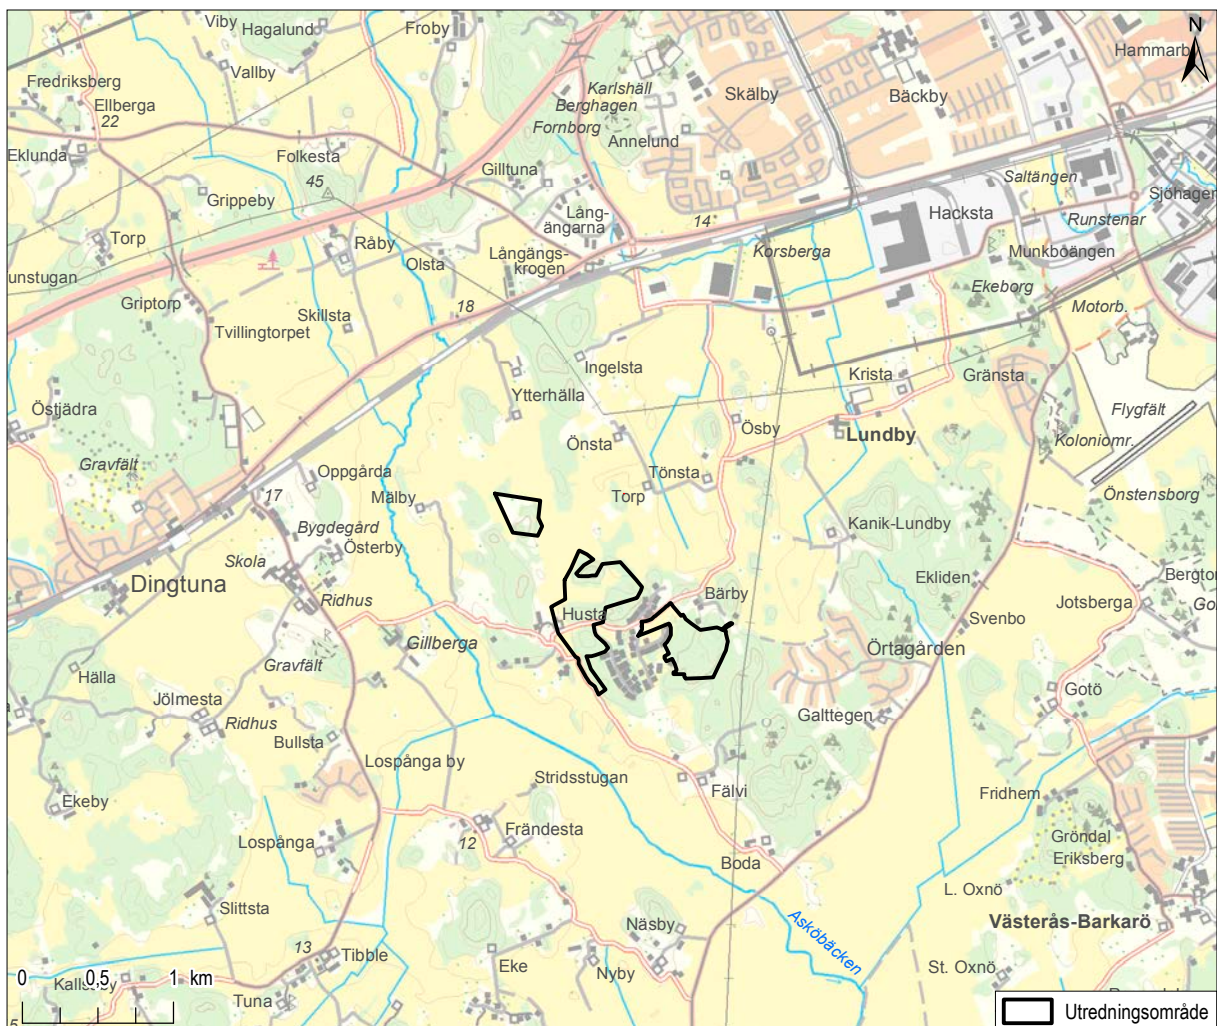 Viby
Hagalund
Froby
N
Hammarb
Fredriksberg
Vallby
Karlshäll
Skälby
Bäckby
Ellberga
22
Berghagen
Fornborg
Eklunda
Folkesta
45
Gilltuna
Annelund
Grippeby
Saltängen
Sjöhagen
Torp
Råby
Lång-
ängarna
14
Hacksta
Runstenar
unstugan
Olsta
Långängs-
krogen
Korsberga
Munkboängen
Griptorp
18
Ekeborg
Motorb.
Tvillingtorpet
Skillsta
Ingelsta
Krista
Gränsta
Östjädra
Ytterhälla
Flygfält
Önsta
Ösby
Lundby
Koloniomr.
Gravfält
Oppgårda
Tönsta
17
Mälby
Torp
Önstensborg
Bygdegård
Kanik-Lundby
Skola
Österby
Dingtuna
Ekliden
Bergtor
Ridhus
Husta
Bärby
Jotsberga
Go
Svenbo
Gillberga
Örtagården
Gravfält
Hälla
Jölmesta
Gotö
Ridhus
Galttegen
Bullsta
Lospånga by
Stridsstugan
Fälvi
Fridhem
Ekeby
Frändesta
Gröndal
Lospånga
12
Eriksberg
Boda
L. Oxnö
Slittsta
Västerås-Barkarö
Näsby
Asköbäcken
13
Tibble
Eke
Nyby
St. Oxnö
0 0,5 1 km
Tuna
Utredningsområde